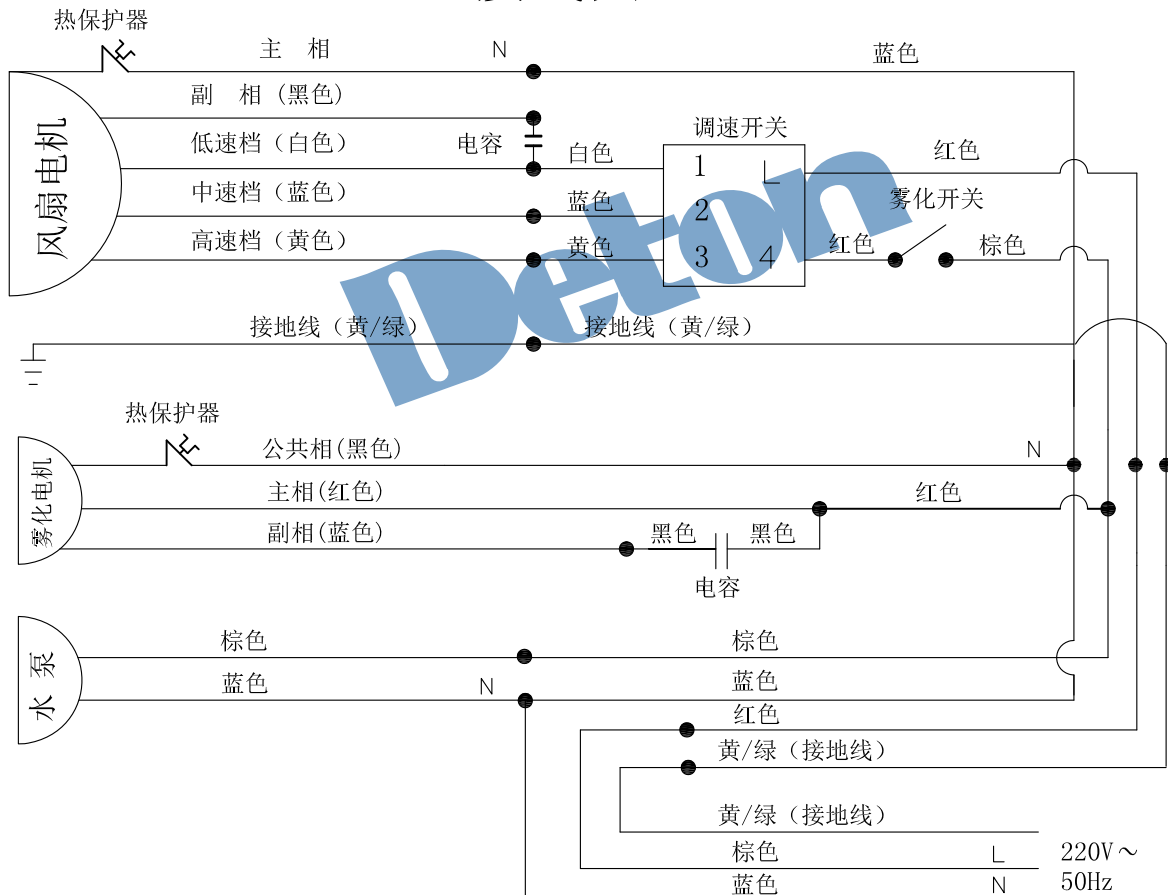 热保护器
主 相 N 蓝色
副 相 (黑色)
低速档（白色） 电容 白色 调速开关
1 L 红色
中速档（蓝色） 蓝色 2 雾化开关
高速档（黄色） 黄色 3 4 红色 棕色
风扇电机
Deton
接地线（黄/绿） 接地线（黄/绿）
热保护器
公共相(黑色) N
主相(红色) 红色
副相(蓝色) 黑色 黑色
电容
雾化电机
棕色 棕色
蓝色 N 蓝色
水泵
红色
黄/绿（接地线）
黄/绿（接地线）
棕色 L 220V～
蓝色 N 50Hz